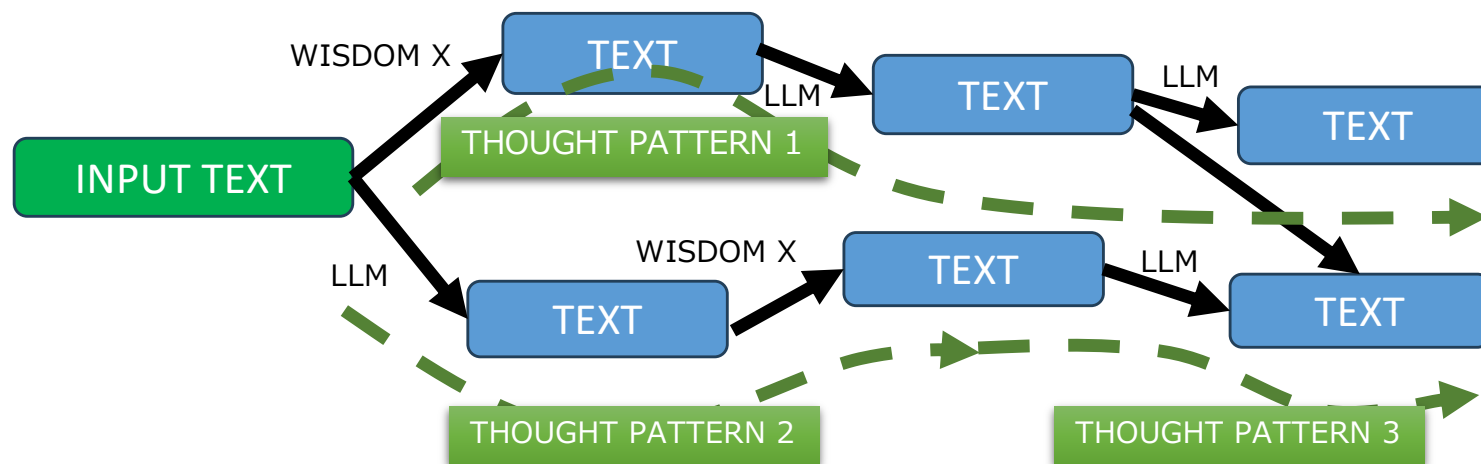 TEXT
WISDOM X
LLM
TEXT
LLM
TEXT
THOUGHT PATTERN 1
INPUT TEXT
WISDOM X
TEXT
LLM
LLM
TEXT
TEXT
THOUGHT PATTERN 2
THOUGHT PATTERN 3